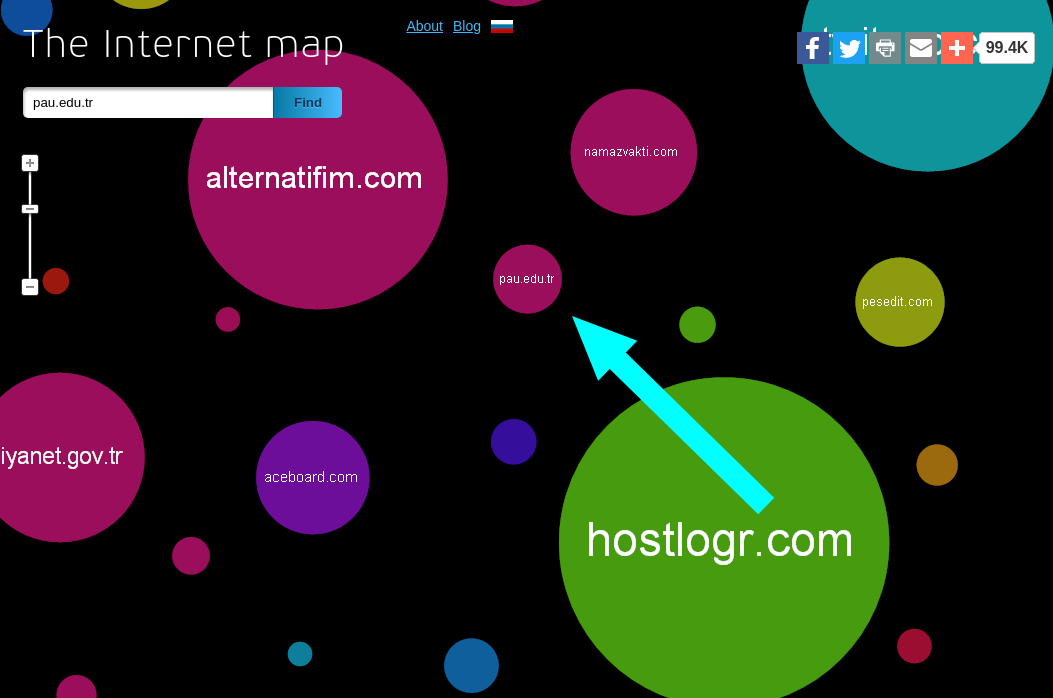 About Blog
The Internet map
99.4K
pau.edu.tr Find
namazvakti.com
alternatifim.com
pau.edu.tr
pesedit.com
iyanet.gov.tr
aceboard.com
hostlogr.com